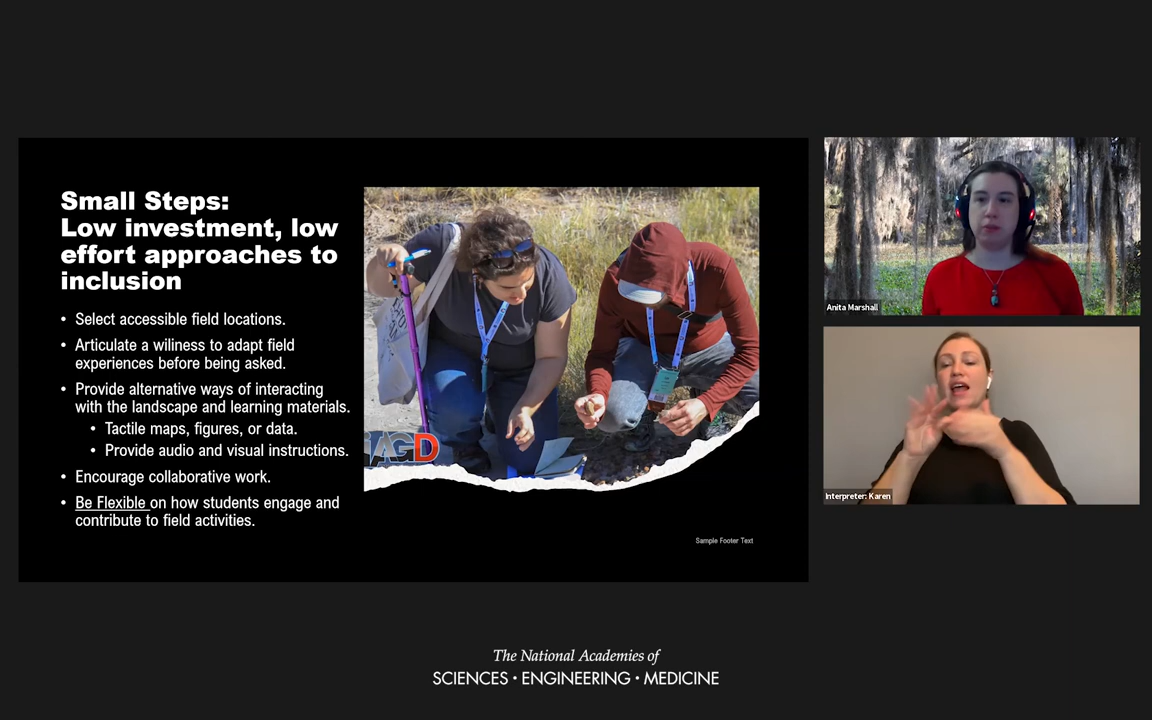 Small Steps:
Low investment, low
effort approaches to
inclusion
• Select accessible field locations.
• Articulate a wiliness to adapt field
experiences before being asked.
• Provide alternative ways of interacting
with the landscape and learning materials.
• Tactile maps, figures, or data.
• Provide audio and visual instructions.
• Encourage collaborative work.
• Be Flexible on how students engage and
contribute to field activities.
IAGD
Sample Footer Text
Anita Marshall
Interpreter: Karen
The National Academies of
SCIENCES • ENGINEERING • MEDICINE